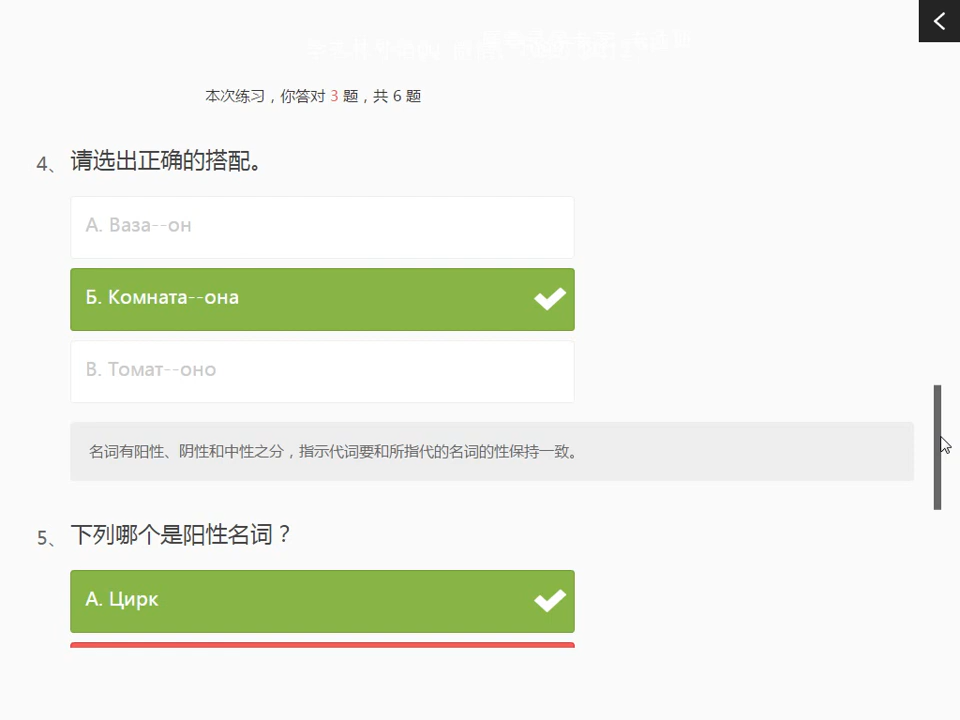 本次练习，你答对 3 题，共 6 题
4、 请选出正确的搭配。
А. Ваза--он
Б. Комната--она
В. Томат--оно
名词有阳性、阴性和中性之分，指示代词要和所指代的名词的性保持一致。
5、 下列哪个是阳性名词？
А. Цирк